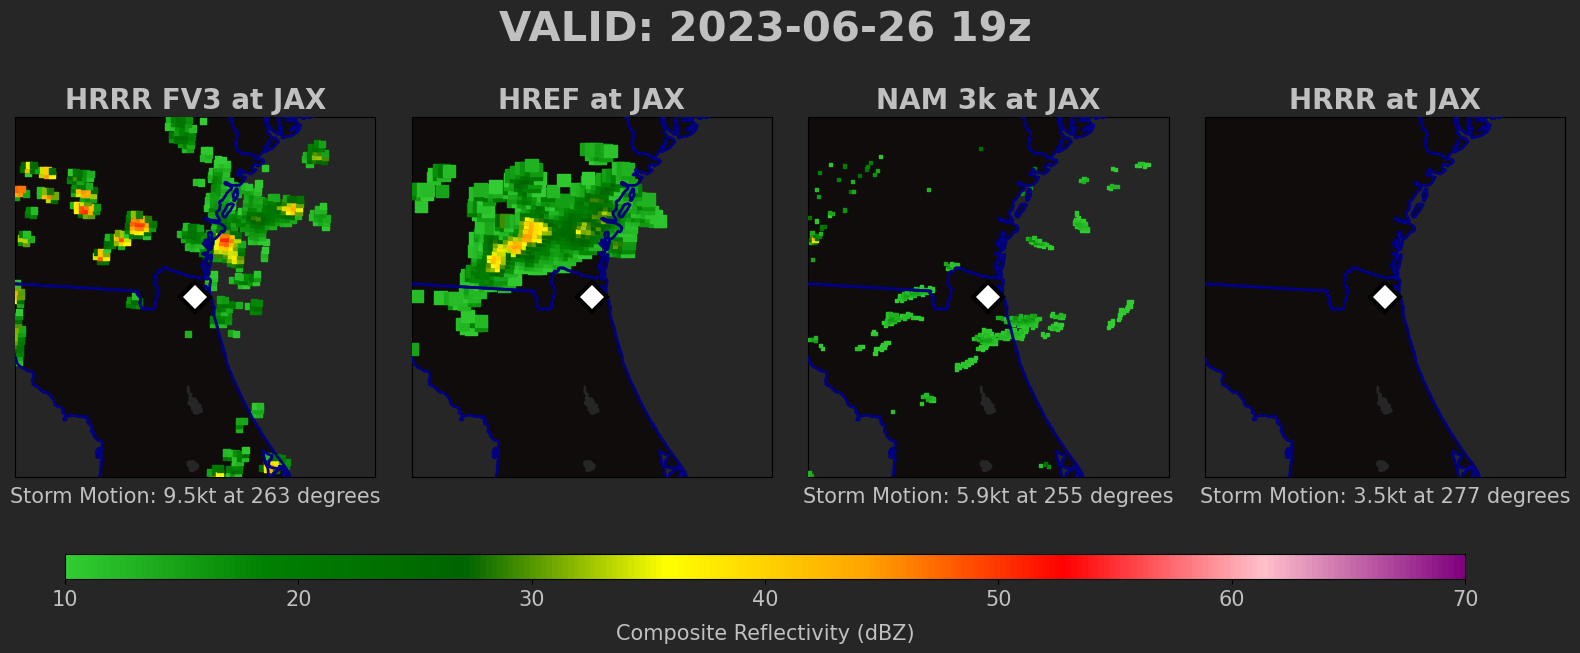 VALID: 2023-06-26 19z
HRRR FV3 at JAX
HREF at JAX
NAM 3k at JAX
HRRR at JAX
Storm Motion: 9.5kt at 263 degrees
Storm Motion: 5.9kt at 255 degrees
Storm Motion: 3.5kt at 277 degrees
10 20 30 40 50 60 70
Composite Reflectivity (dBZ)